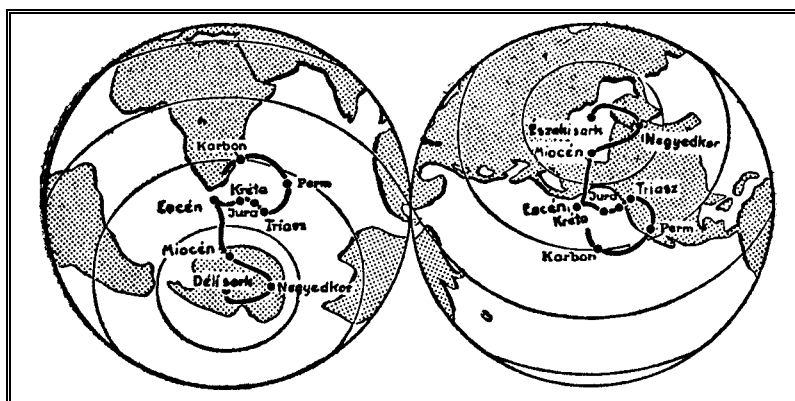 Karbon
Perm
Kréta
Eocén
Jura
Triász
Miocén
Déli sark
Negyedkor
Északi sark
Negyedkor
Miocén
Jura
Triasz
Eocén
Kréta
Perm
Karbon